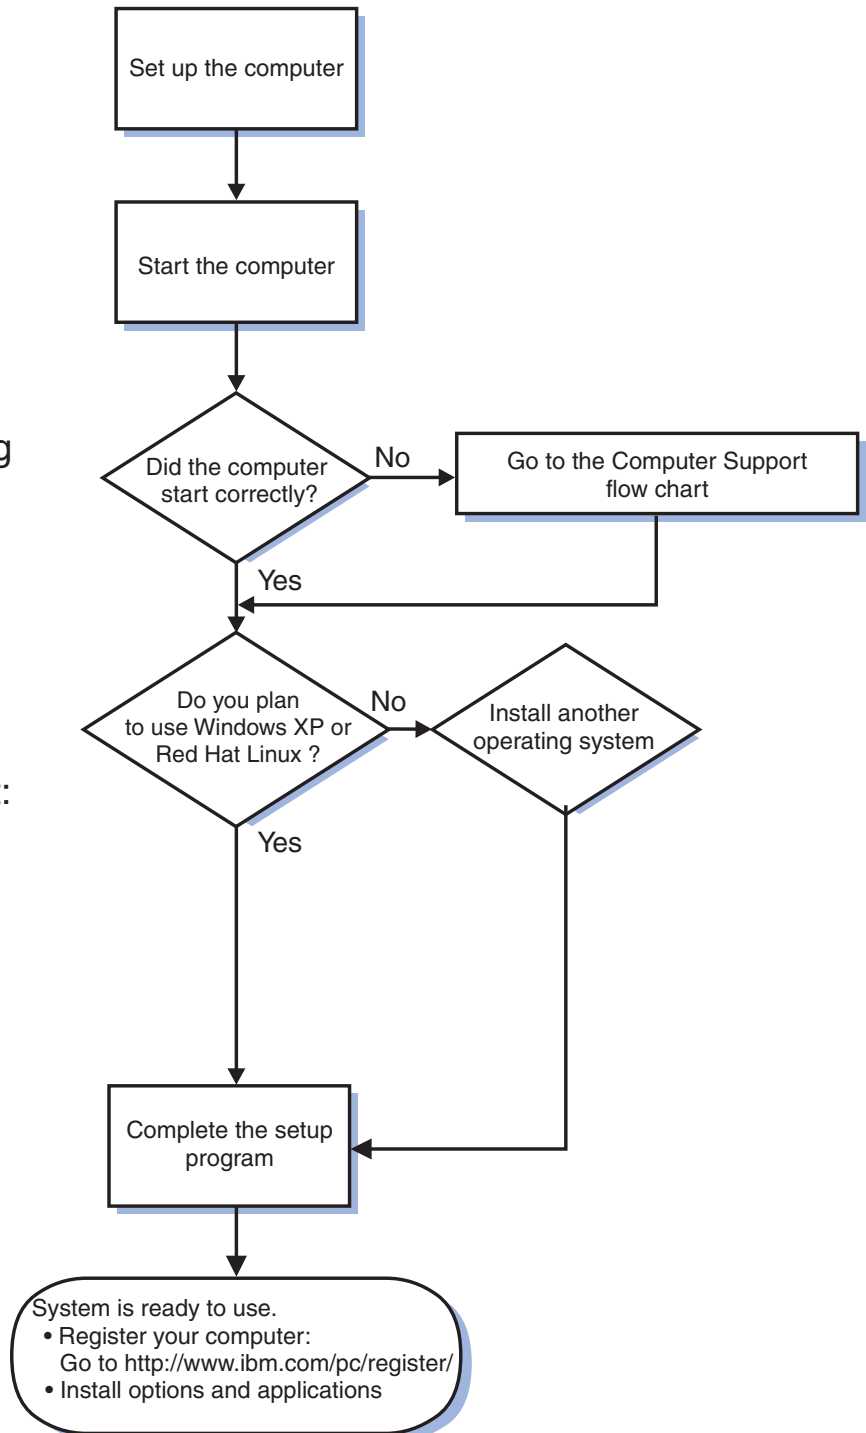 Set up the computer
Start the computer
g
Did the computer
start correctly?
No
Go to the Computer Support
flow chart
Yes
Do you plan
to use Windows XP or
Red Hat Linux ?
No
Install another
operating system
t:
Yes
Complete the setup
program
System is ready to use.
• Register your computer:
Go to http://www.ibm.com/pc/register/
• Install options and applications